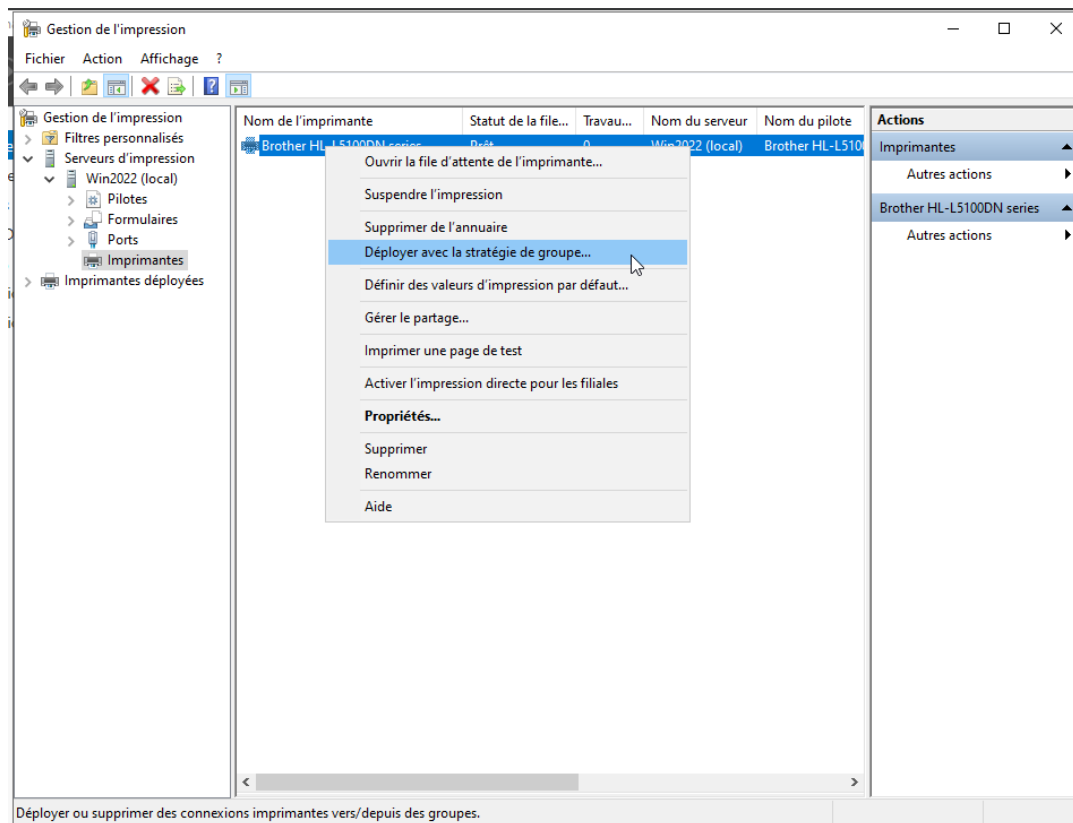 Gestion de l'impression
Fichier Action Affichage ?
Gestion de l'impression
Filtres personnalisés
Serveurs d'impression
Win2022 (local)
Pilotes
Formulaires
Ports
Imprimantes
Imprimantes déployées
Nom de l'imprimante Statut de la file... Travau... Nom du serveur Nom du pilote
Brother HL-L5100DN series Prêt 0 Win2022 (local) Brother HL-L510
Ouvrir la file d'attente de l'imprimante...
Suspendre l'impression
Supprimer de l'annuaire
Déployer avec la stratégie de groupe...
Définir des valeurs d'impression par défaut...
Gérer le partage...
Imprimer une page de test
Activer l'impression directe pour les filiales
Propriétés...
Supprimer
Renommer
Aide
Actions
Imprimantes
Autres actions
Brother HL-L5100DN series
Autres actions
Déployer ou supprimer des connexions imprimantes vers/depuis des groupes.